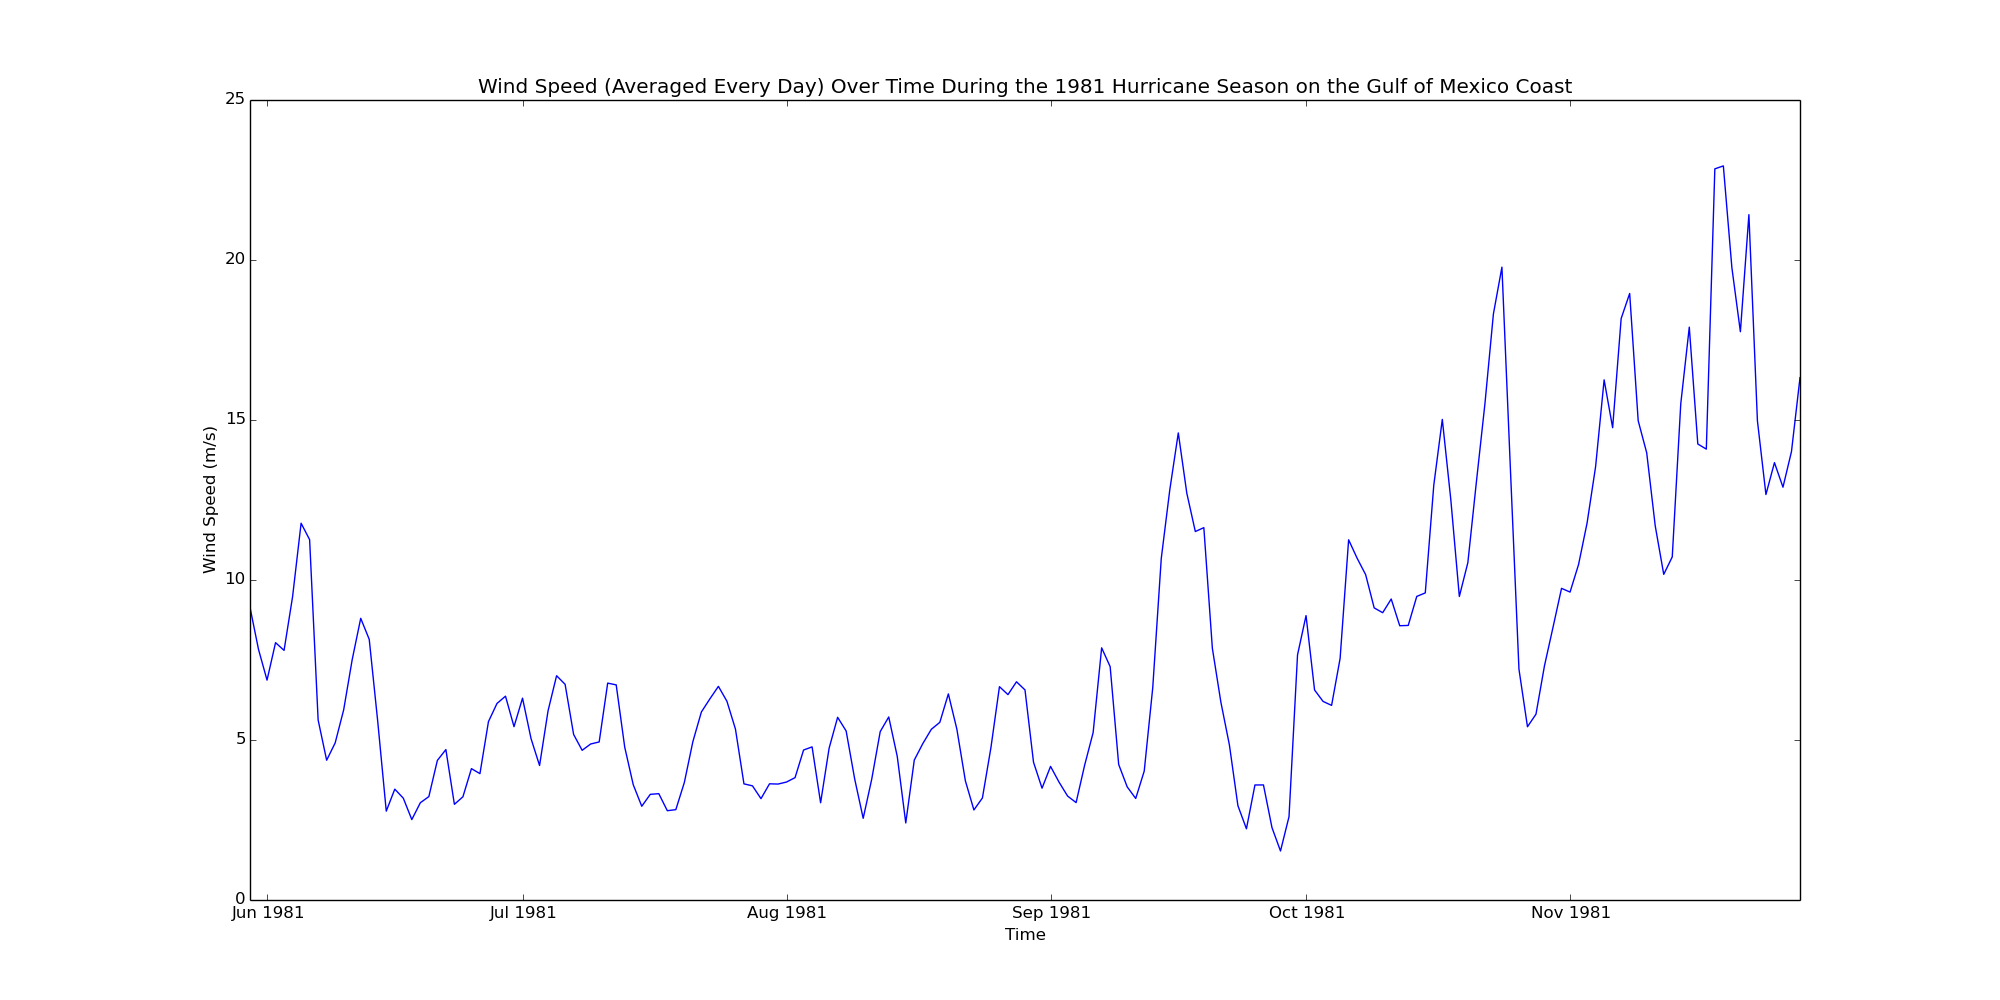 Wind Speed (Averaged Every Day) Over Time During the 1981 Hurricane Season on the Gulf of Mexico Coast
25
20
15
10
5
0
Wind Speed (m/s)
Jun 1981 Jul 1981 Aug 1981 Sep 1981 Oct 1981 Nov 1981
Time